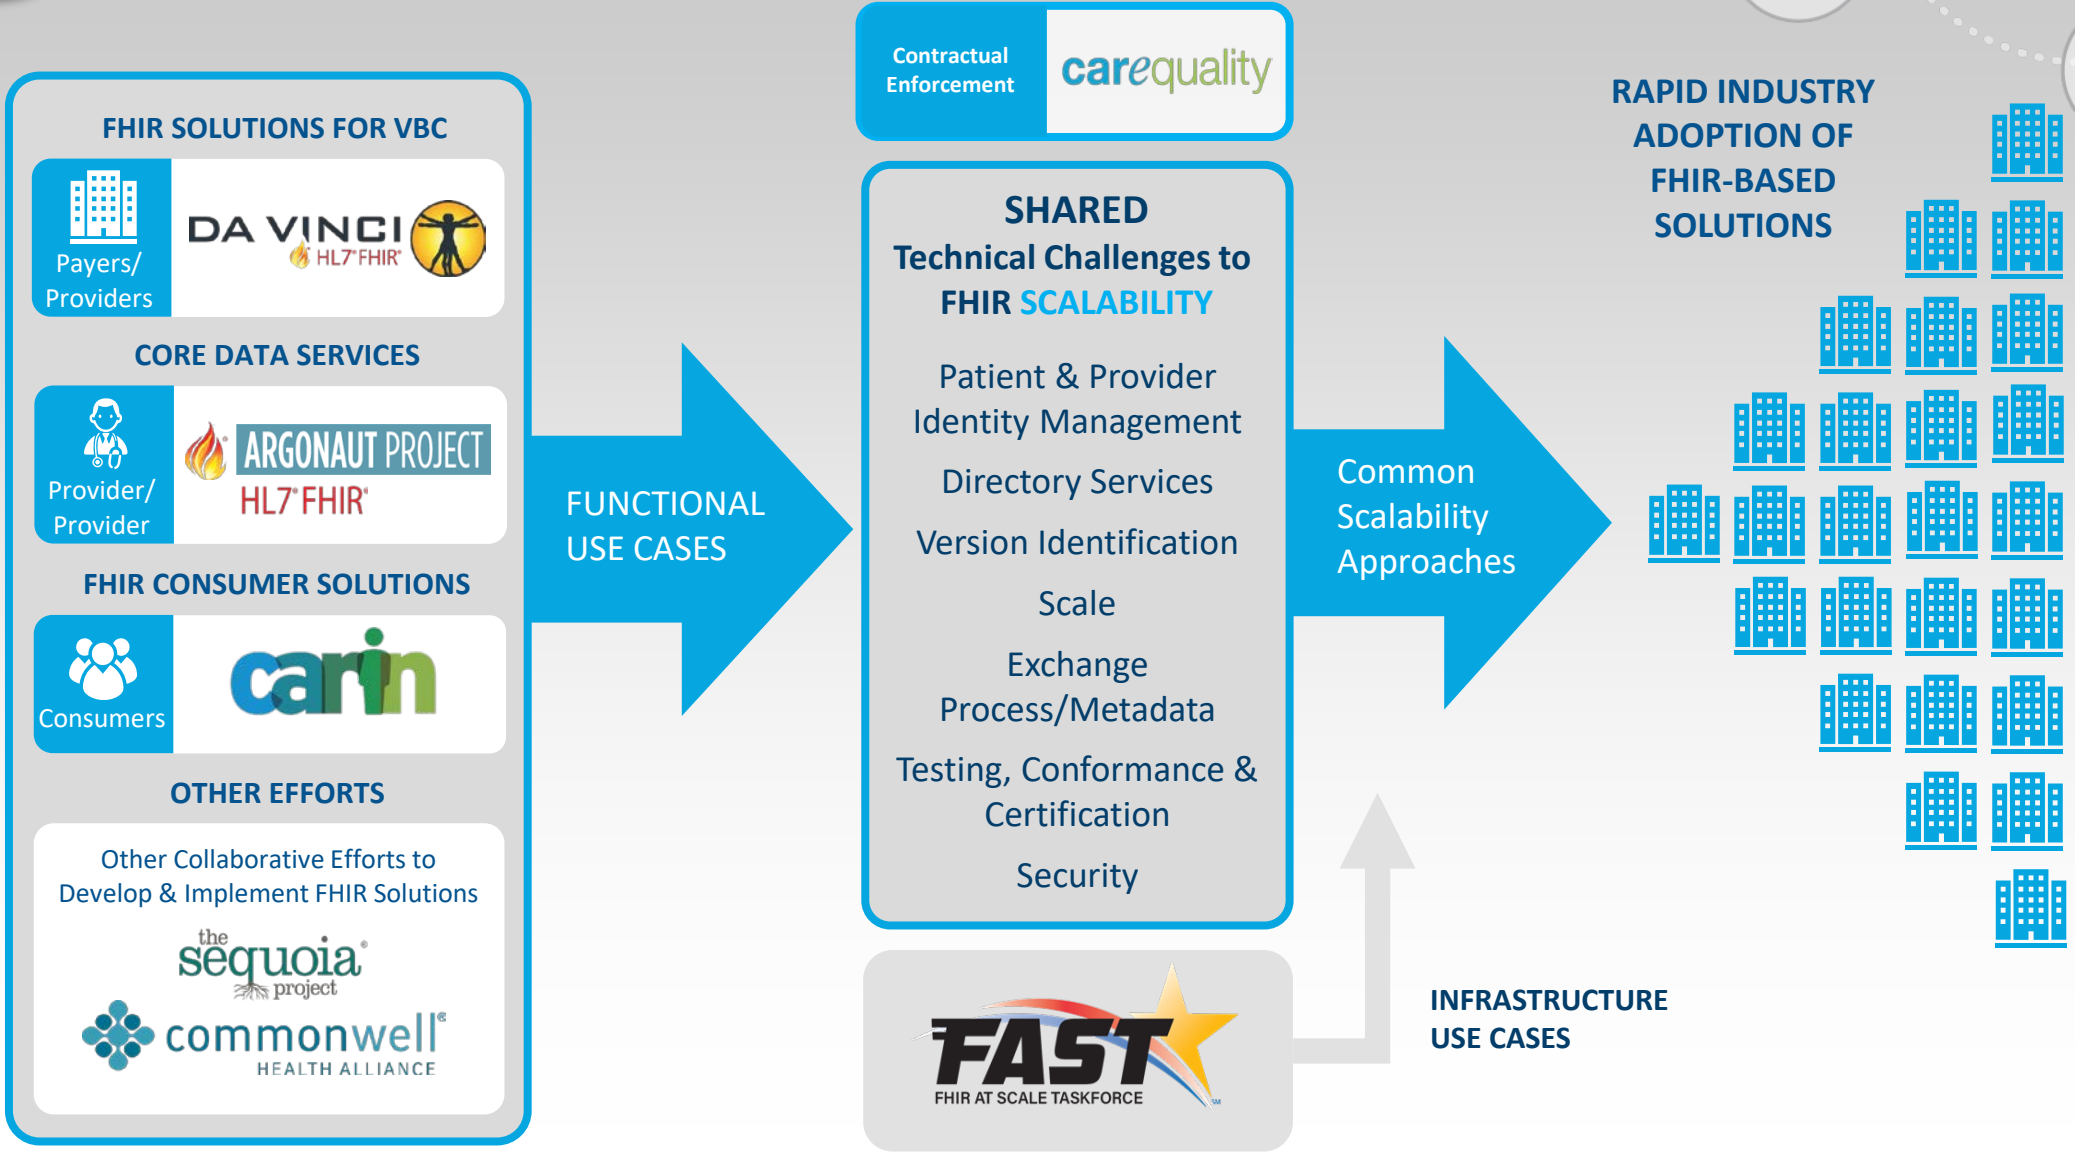 FHIR SOLUTIONS FOR VBC
Payers/
Providers
DA VINCI
HL7® FHIR®
CORE DATA SERVICES
Provider/
Provider
ARGONAUT PROJECT
HL7® FHIR®
FHIR CONSUMER SOLUTIONS
Consumers
carin
OTHER EFFORTS
Other Collaborative Efforts to
Develop & Implement FHIR Solutions
the
sequoia®
project
commonwell®
HEALTH ALLIANCE
FUNCTIONAL
USE CASES
Contractual
Enforcement
carequality
SHARED
Technical Challenges to
FHIR SCALABILITY
Patient & Provider
Identity Management
Directory Services
Version Identification
Scale
Exchange
Process/Metadata
Testing, Conformance &
Certification
Security
FAST
FHIR AT SCALE TASKFORCE
SM
Common
Scalability
Approaches
INFRASTRUCTURE
USE CASES
RAPID INDUSTRY
ADOPTION OF
FHIR-BASED
SOLUTIONS